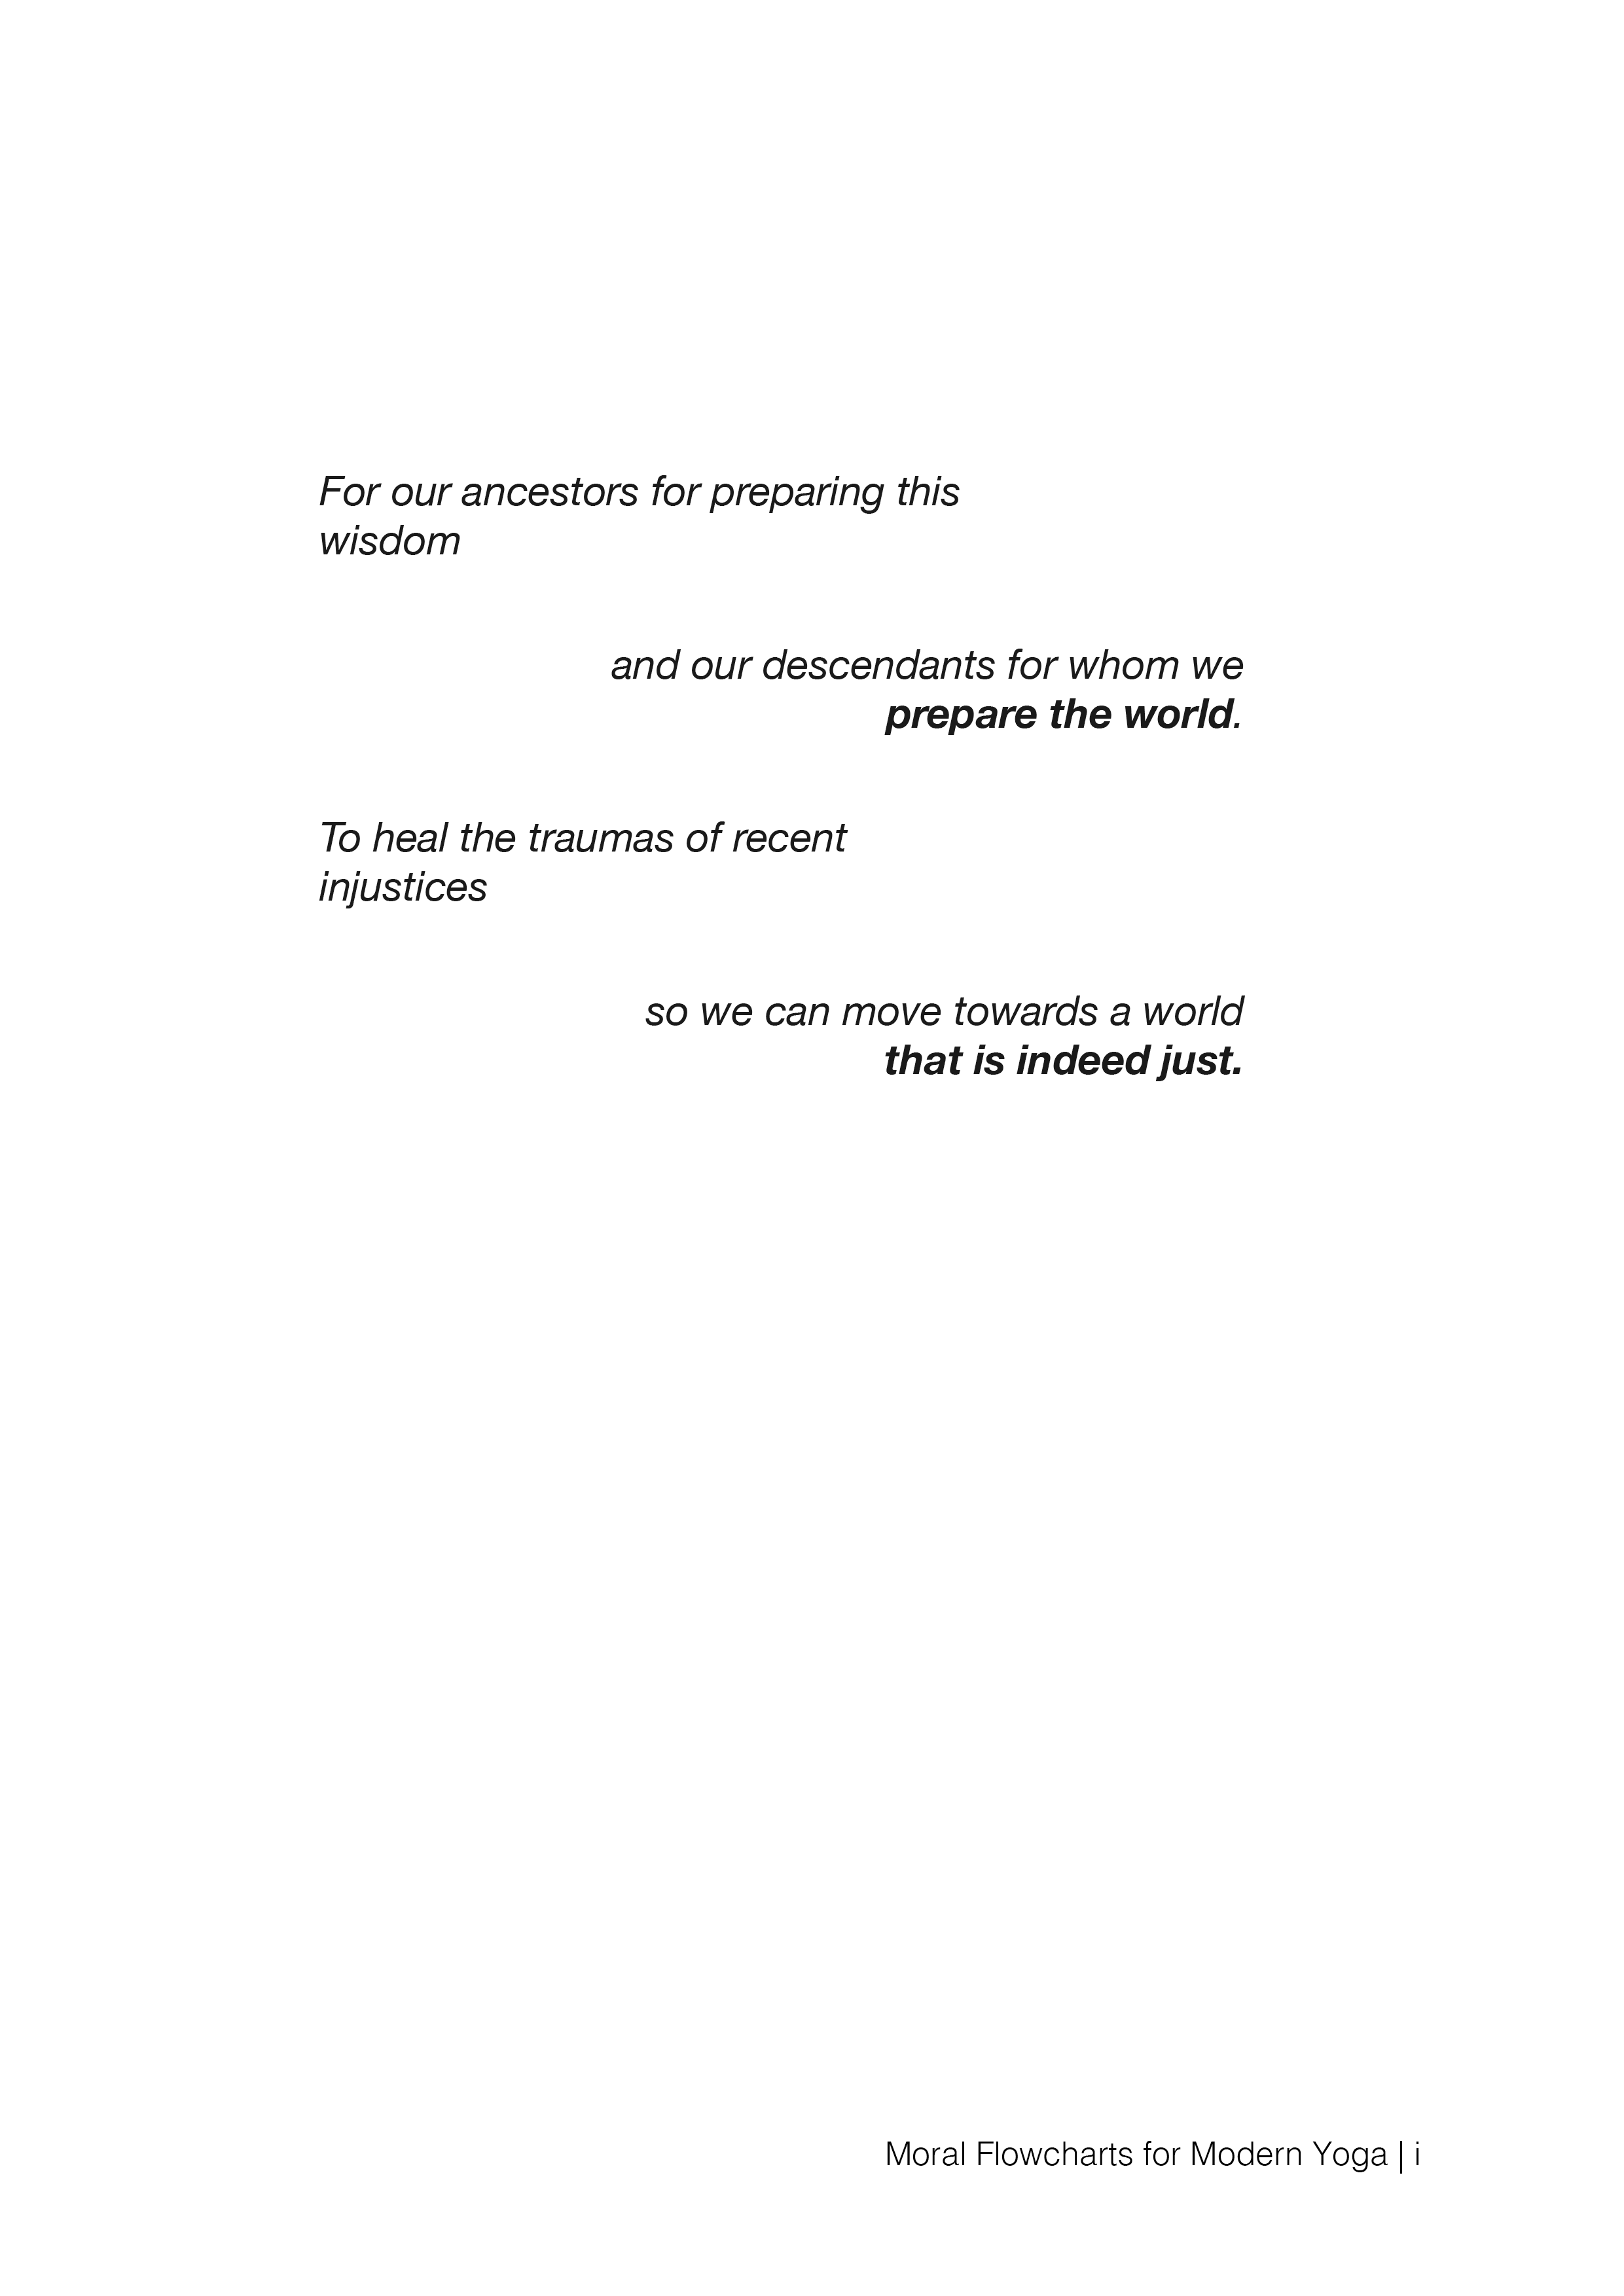 For our ancestors for preparing this
wisdom
and our descendants for whom we
prepare the world.
To heal the traumas of recent
injustices
so we can move towards a world
that is indeed just.
Moral Flowcharts for Modern Yoga | i